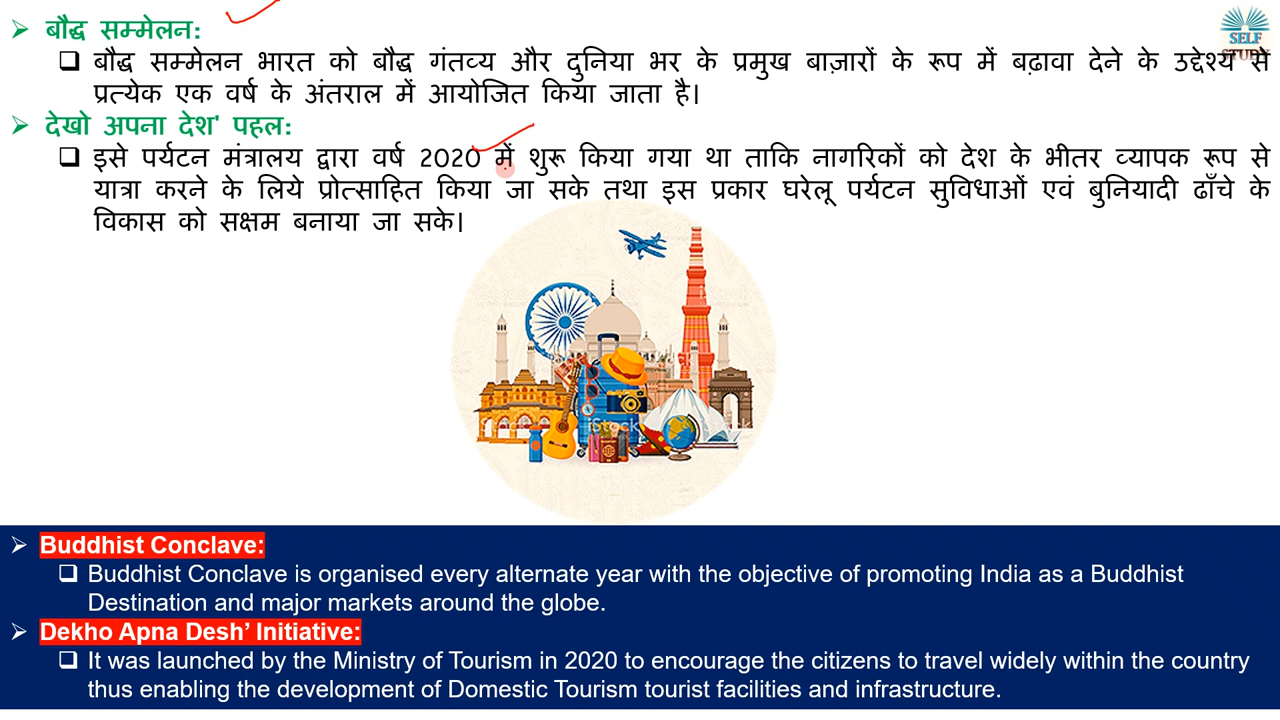 ➢ बौद्ध सम्मेलन:
❑ बौद्ध सम्मेलन भारत को बौद्ध गंतव्य और दुनिया भर के प्रमुख बाज़ारों के रूप में बढ़ावा देने के उद्देश्य से
प्रत्येक एक वर्ष के अंतराल में आयोजित किया जाता है।
➢ देखो अपना देश' पहल:
❑ इसे पर्यटन मंत्रालय द्वारा वर्ष 2020 में शुरू किया गया था ताकि नागरिकों को देश के भीतर व्यापक रूप से
यात्रा करने के लिये प्रोत्साहित किया जा सके तथा इस प्रकार घरेलू पर्यटन सुविधाओं एवं बुनियादी ढाँचे के
विकास को सक्षम बनाया जा सके।
SELF
STUDY
iStock
➢ Buddhist Conclave:
❑ Buddhist Conclave is organised every alternate year with the objective of promoting India as a Buddhist
Destination and major markets around the globe.
➢ Dekho Apna Desh’ Initiative:
❑ It was launched by the Ministry of Tourism in 2020 to encourage the citizens to travel widely within the country
thus enabling the development of Domestic Tourism tourist facilities and infrastructure.